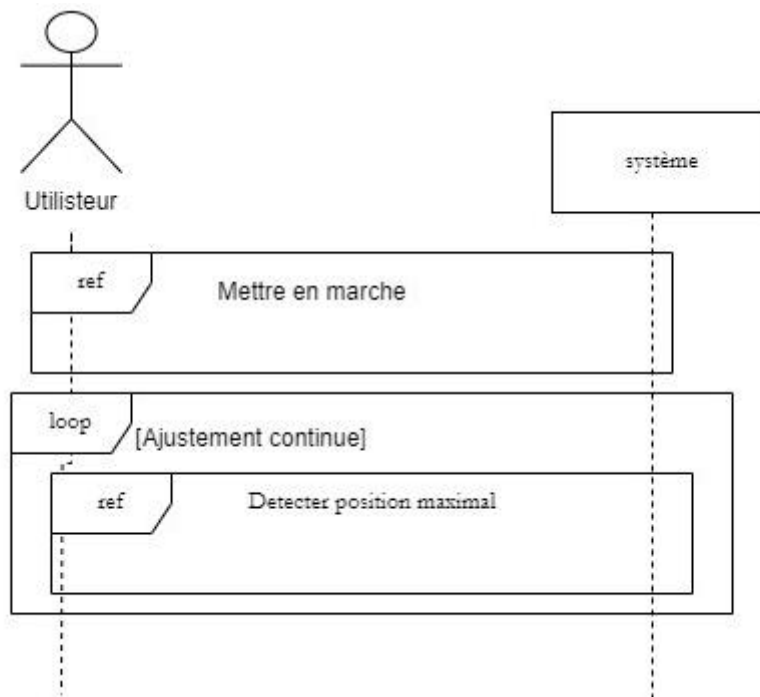 système
Utilisteur
ref
Mettre en marche
loop
[Ajustement continue]
ref
Detecter position maximal